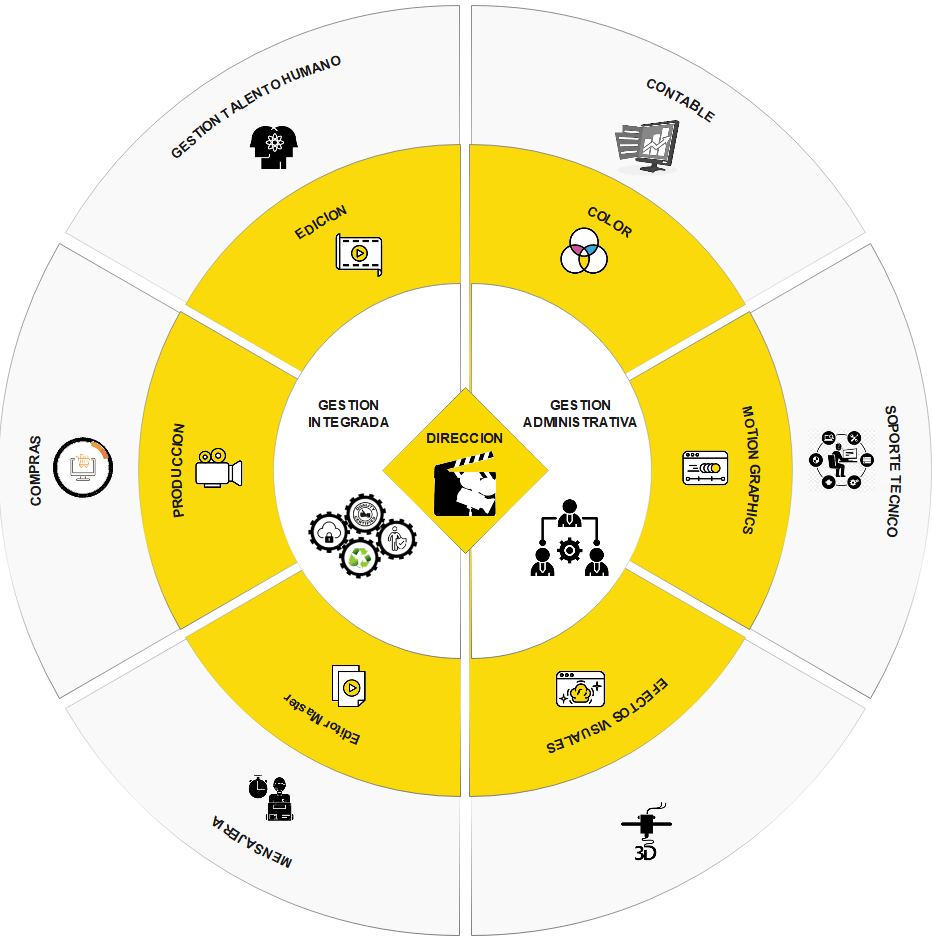 GESTION TALENTO HUMANO
CONTABLE
EDICION
COLOR
GESTION
INTEGRADA
GESTION
ADMINISTRATIVA
DIRECCION
COMPRAS
PRODUCCION
MOTION GRAPHICS
SOPORTE TECNICO
Editor Master
EFECTOS VISUALES
MENSAJERIA
3D